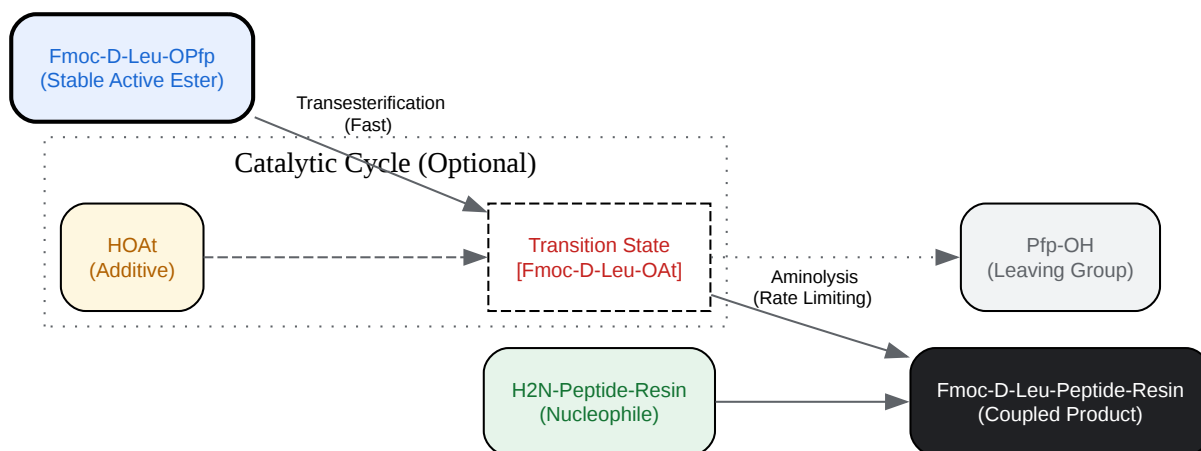 Fmoc-D-Leu-OPfp
(Stable Active Ester)
Transesterification
(Fast)
Catalytic Cycle (Optional)
HOAt
(Additive)
Transition State
[Fmoc-D-Leu-OAt]
Pfp-OH
(Leaving Group)
Aminolysis
(Rate Limiting)
H2N-Peptide-Resin
(Nucleophile)
Fmoc-D-Leu-Peptide-Resin
(Coupled Product)